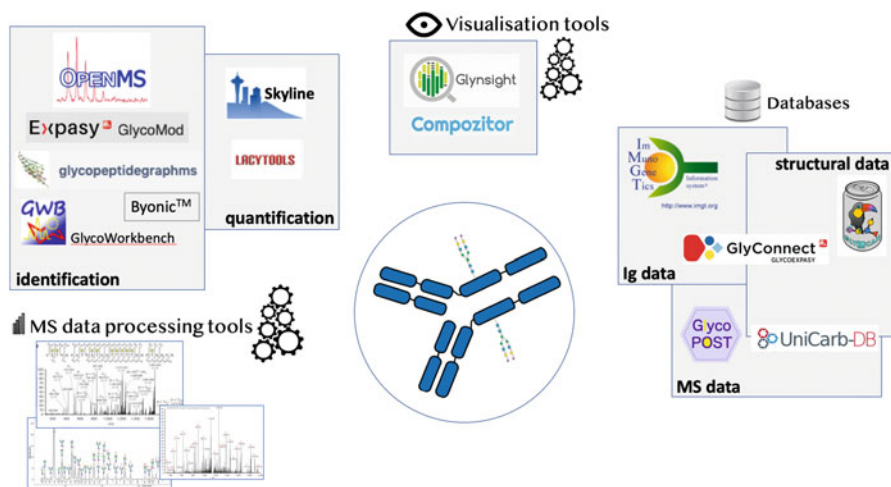 Visualisation tools
OPENMS
Expasy GlycoMod
glycopeptidegraphms
GWB
Byonic™
GlycoWorkbench
identification
Skyline
LACYTOOLS
quantification
Glynsight
Compozitor
Databases
Im
Muno
Gene
Tics
Information
system®
http://www.imgt.org
structural data
GlyConnect
GLYCOEXPASY
Ig data
Glyco
POST
UniCarb-DB
MS data
MS data processing tools